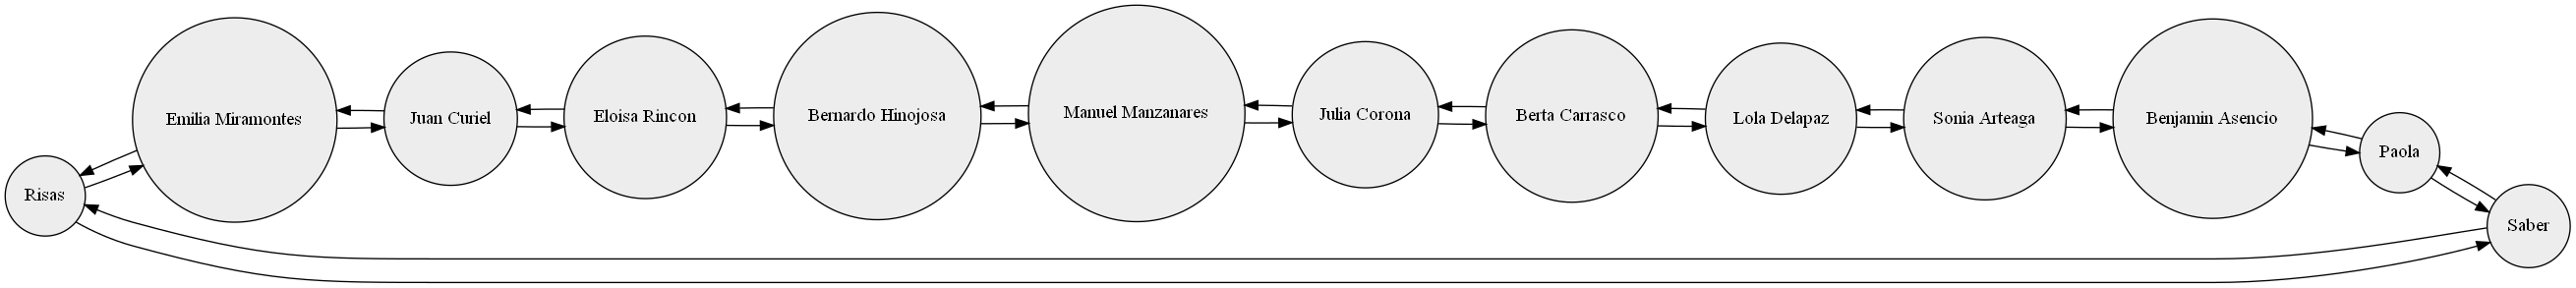 Risas
Emilia Miramontes
Juan Curiel
Eloisa Rincon
Bernardo Hinojosa
Manuel Manzanares
Julia Corona
Berta Carrasco
Lola Delapaz
Sonia Arteaga
Benjamin Asencio
Paola
Saber